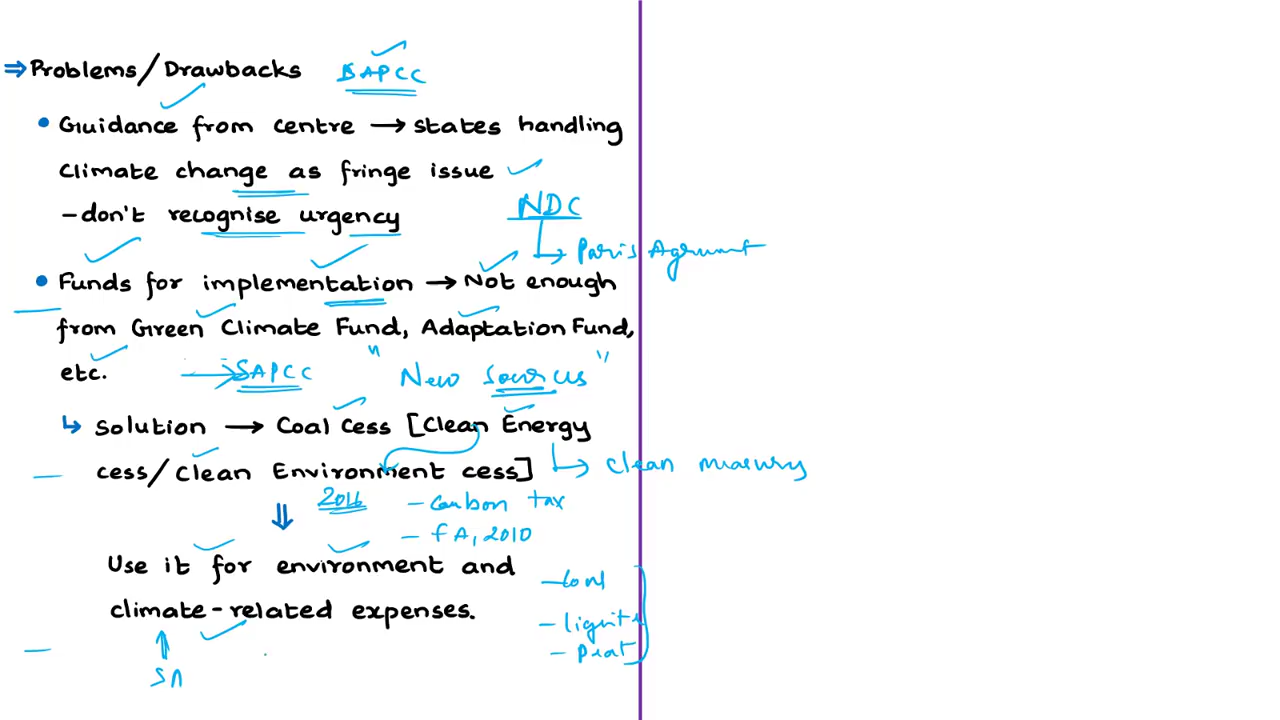 ⇒ Problems/Drawbacks SAPCC
• Guidance from centre → states handling
climate change as fringe issue
-don't recognise urgency
NDC
↳ Paris
• Funds for implementation → Not enough
from Green Climate Fund, Adaptation Fund,
etc. → SAPCC "New Sources"
↳ solution → Coal cess [Clean Energy
cess/Clean Environment cess] ↳ clean
2016 - Carbon tax
⇓ - FA, 2010
Use it for environment and
climate-related expenses.
- Coal
- lignite
- Peat
SA